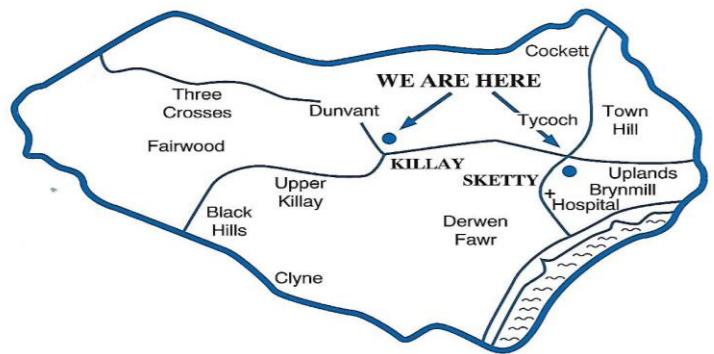 Cockett
WE ARE HERE
Three
Crosses
Dunvant
Tycoch
Town
Hill
Fairwood
KILLAY
SKETTY
Uplands
Brynmill
Upper
Killay
+
Hospital
Black
Hills
Derwen
Fawr
Clyne